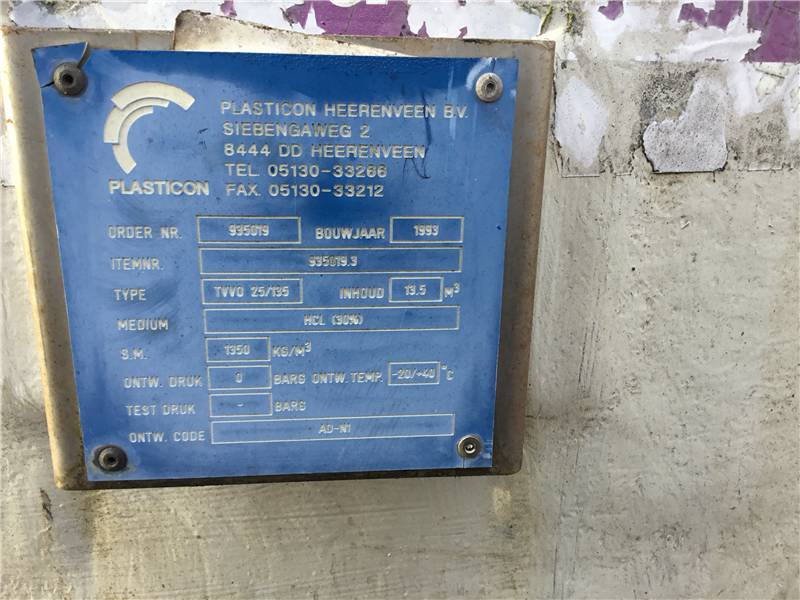 PLASTICON HEERENVEEN B.V.
SIEBENGAWEG 2
8444 DD HEERENVEEN
TEL. 05130-33266
PLASTICON FAX. 05130-33212
ORDER NR. 935019 BOUWJAAR 1993
ITEMNR. 935019.3
TYPE TVVO 25/135 INHOUD 13.5 M³
MEDIUM HCL (30%)
S.M. 1350 KG/M³
ONTW. DRUK 0 BARG ONTW. TEMP. -20/+40 °C
TEST DRUK - BARG
ONTW. CODE AD-N1